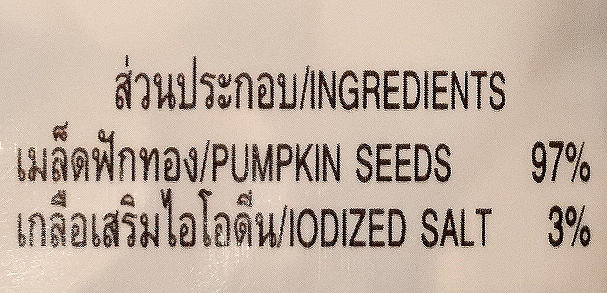 ส่วนประกอบ/INGREDIENTS
เมล็ดฟักทอง/PUMPKIN SEEDS 97%
เกลือเสริมไอโอดีน/IODIZED SALT 3%